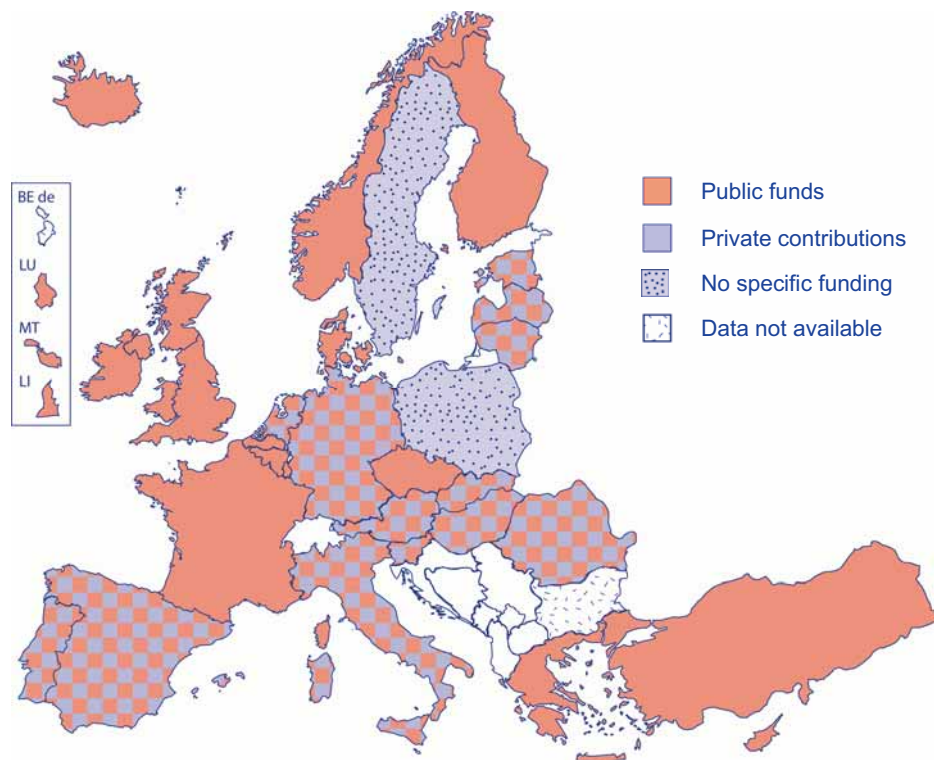 BE de
LU
MT
LI
Public funds
Private contributions
No specific funding
Data not available